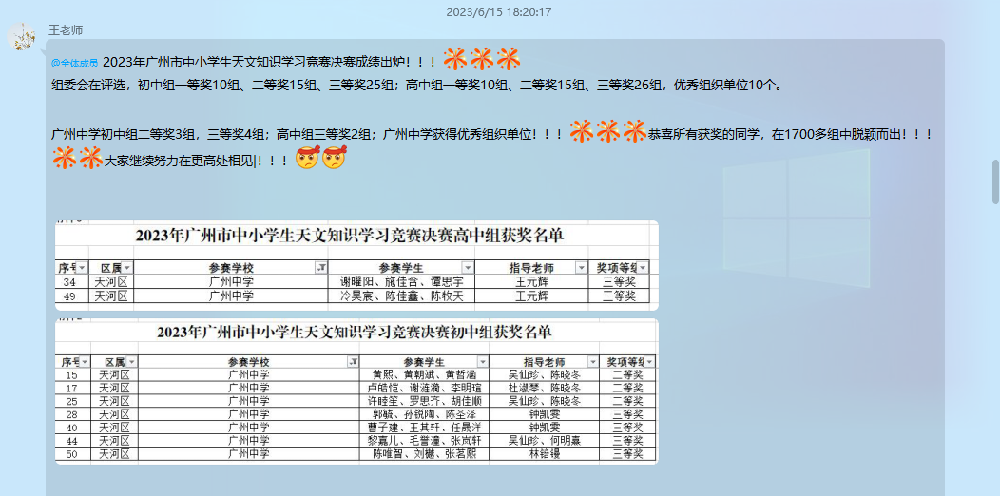 2023/6/15 18:20:17
王老师
@全体成员 2023年广州市中小学生天文知识学习竞赛决赛成绩出炉！！！
组委会在评选，初中组一等奖10组、二等奖15组、三等奖25组；高中组一等奖10组、二等奖15组、三等奖26组，优秀组织单位10个。
广州中学初中组二等奖3组，三等奖4组；高中组三等奖2组；广州中学获得优秀组织单位！！！恭喜所有获奖的同学，在1700多组中脱颖而出！！！
大家继续努力在更高处相见|！！！
2023年广州市中小学生天文知识学习竞赛决赛高中组获奖名单
序号 区属 参赛学校 参赛学生 指导老师 奖项等级
34 天河区 广州中学 谢曜阳、施佳含、谭思宇 王元辉 三等奖
49 天河区 广州中学 冷昊宸、陈佳鑫、陈牧天 王元辉 三等奖
2023年广州市中小学生天文知识学习竞赛决赛初中组获奖名单
序号 区属 参赛学校 参赛学生 指导老师 奖项等级
15 天河区 广州中学 黄熙、黄朝斌、黄哲涵 吴仙珍、陈晓冬 二等奖
17 天河区 广州中学 卢皓恺、谢涟漪、李明瑄 杜淑琴、陈晓冬 二等奖
25 天河区 广州中学 许睦笙、罗思齐、胡佳顺 吴仙珍、陈晓冬 二等奖
28 天河区 广州中学 郭毓、孙锐陶、陈圣泽 钟凯雯 三等奖
40 天河区 广州中学 曹子建、王其轩、任晟洋 钟凯雯 三等奖
44 天河区 广州中学 黎嘉儿、毛誉潼、张岚轩 吴仙珍、何明熹 三等奖
50 天河区 广州中学 陈唯智、刘樾、张茗熙 林锫镘 三等奖